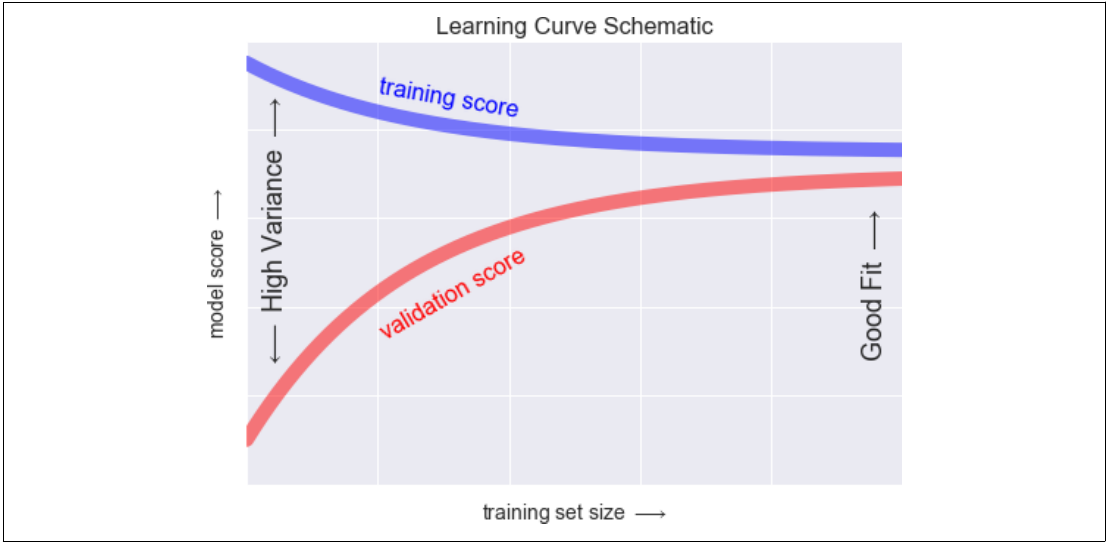 Learning Curve Schematic
training score
← High Variance →
model score →
validation score
Good Fit →
training set size →